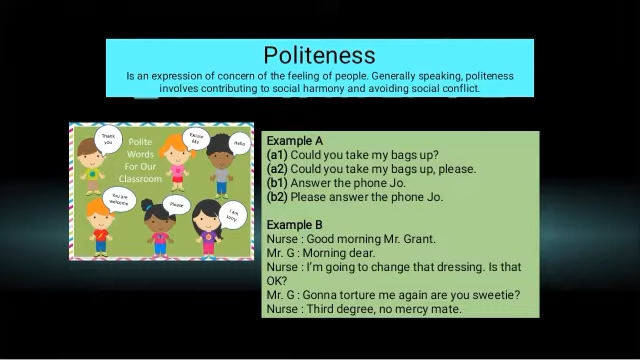 Politeness
Is an expression of concern of the feeling of people. Generally speaking, politeness
involves contributing to social harmony and avoiding social conflict.
Thank
you
Polite
Words
For Our
Classroom
Excuse
Me
Hello
You are
welcome
Please
I am
sorry
Example A
(a1) Could you take my bags up?
(a2) Could you take my bags up, please.
(b1) Answer the phone Jo.
(b2) Please answer the phone Jo.
Example B
Nurse : Good morning Mr. Grant.
Mr. G : Morning dear.
Nurse : I'm going to change that dressing. Is that
OK?
Mr. G : Gonna torture me again are you sweetie?
Nurse : Third degree, no mercy mate.